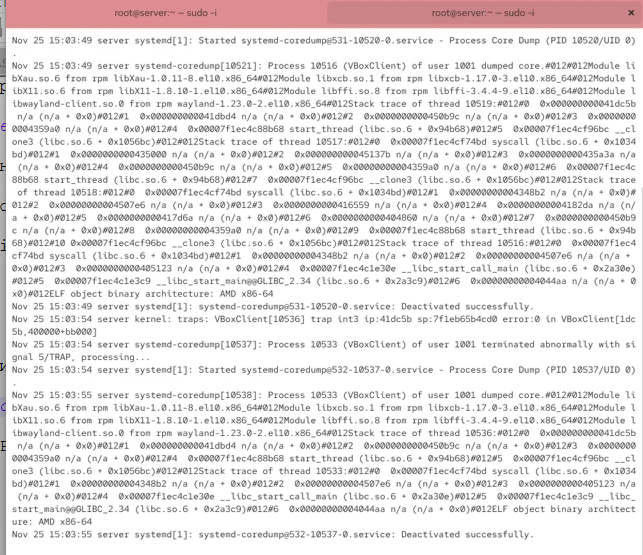 root@server:~ — sudo -i
root@server:~ — sudo -i
×
Nov 25 15:03:49 server systemd[1]: Started systemd-coredump@531-10520-0.service - Process Core Dump (PID 10520/UID 0)
.
Nov 25 15:03:49 server systemd-coredump[10521]: Process 10516 (VBoxClient) of user 1001 dumped core.#012#012Module li
bXau.so.6 from rpm libXau-1.0.11-8.el10.x86_64#012Module libxcb.so.1 from rpm libxcb-1.17.0-3.el10.x86_64#012Module l
ibX11.so.6 from rpm libX11-1.8.10-1.el10.x86_64#012Module libffi.so.8 from rpm libffi-3.4.4-9.el10.x86_64#012Module l
ibwayland-client.so.0 from rpm wayland-1.23.0-2.el10.x86_64#012Stack trace of thread 10519:#012#0  0x000000000041dc5b
 n/a (n/a + 0x0)#012#1  0x000000000041dbd4 n/a (n/a + 0x0)#012#2  0x0000000000450b9c n/a (n/a + 0x0)#012#3  0x0000000
0004359a0 n/a (n/a + 0x0)#012#4  0x00007f1ec4c88b68 start_thread (libc.so.6 + 0x94b68)#012#5  0x00007f1ec4cf96bc __cl
one3 (libc.so.6 + 0x1056bc)#012#012Stack trace of thread 10517:#012#0  0x00007f1ec4cf74bd syscall (libc.so.6 + 0x1034
bd)#012#1  0x0000000000435000 n/a (n/a + 0x0)#012#2  0x000000000045137b n/a (n/a + 0x0)#012#3  0x0000000000435a3a n/a
 (n/a + 0x0)#012#4  0x0000000000450b9c n/a (n/a + 0x0)#012#5  0x00000000004359a0 n/a (n/a + 0x0)#012#6  0x00007f1ec4c
88b68 start_thread (libc.so.6 + 0x94b68)#012#7  0x00007f1ec4cf96bc __clone3 (libc.so.6 + 0x1056bc)#012#012Stack trace
 of thread 10518:#012#0  0x00007f1ec4cf74bd syscall (libc.so.6 + 0x1034bd)#012#1  0x00000000004348b2 n/a (n/a + 0x0)#
012#2  0x00000000004507e6 n/a (n/a + 0x0)#012#3  0x0000000000416559 n/a (n/a + 0x0)#012#4  0x00000000004182da n/a (n/
a + 0x0)#012#5  0x0000000000417d6a n/a (n/a + 0x0)#012#6  0x0000000000404860 n/a (n/a + 0x0)#012#7  0x0000000000450b9
c n/a (n/a + 0x0)#012#8  0x00000000004359a0 n/a (n/a + 0x0)#012#9  0x00007f1ec4c88b68 start_thread (libc.so.6 + 0x94b
68)#012#10 0x00007f1ec4cf96bc __clone3 (libc.so.6 + 0x1056bc)#012#012Stack trace of thread 10516:#012#0  0x00007f1ec4
cf74bd syscall (libc.so.6 + 0x1034bd)#012#1  0x00000000004348b2 n/a (n/a + 0x0)#012#2  0x00000000004507e6 n/a (n/a + 
0x0)#012#3  0x0000000000405123 n/a (n/a + 0x0)#012#4  0x00007f1ec4c1e30e __libc_start_call_main (libc.so.6 + 0x2a30e)
#012#5  0x00007f1ec4c1e3c9 __libc_start_main@@GLIBC_2.34 (libc.so.6 + 0x2a3c9)#012#6  0x00000000004044aa n/a (n/a + 0
x0)#012ELF object binary architecture: AMD x86-64
Nov 25 15:03:49 server systemd[1]: systemd-coredump@531-10520-0.service: Deactivated successfully.
Nov 25 15:03:54 server kernel: traps: VBoxClient[10536] trap int3 ip:41dc5b sp:7f1eb65b4cd0 error:0 in VBoxClient[1dc
5b,400000+bb000]
Nov 25 15:03:54 server systemd-coredump[10537]: Process 10533 (VBoxClient) of user 1001 terminated abnormally with si
gnal 5/TRAP, processing...
Nov 25 15:03:54 server systemd[1]: Started systemd-coredump@532-10537-0.service - Process Core Dump (PID 10537/UID 0)
.
Nov 25 15:03:55 server systemd-coredump[10538]: Process 10533 (VBoxClient) of user 1001 dumped core.#012#012Module li
bXau.so.6 from rpm libXau-1.0.11-8.el10.x86_64#012Module libxcb.so.1 from rpm libxcb-1.17.0-3.el10.x86_64#012Module l
ibX11.so.6 from rpm libX11-1.8.10-1.el10.x86_64#012Module libffi.so.8 from rpm libffi-3.4.4-9.el10.x86_64#012Module l
ibwayland-client.so.0 from rpm wayland-1.23.0-2.el10.x86_64#012Stack trace of thread 10536:#012#0  0x000000000041dc5b
 n/a (n/a + 0x0)#012#1  0x000000000041dbd4 n/a (n/a + 0x0)#012#2  0x0000000000450b9c n/a (n/a + 0x0)#012#3  0x0000000
0004359a0 n/a (n/a + 0x0)#012#4  0x00007f1ec4c88b68 start_thread (libc.so.6 + 0x94b68)#012#5  0x00007f1ec4cf96bc __cl
one3 (libc.so.6 + 0x1056bc)#012#012Stack trace of thread 10533:#012#0  0x00007f1ec4cf74bd syscall (libc.so.6 + 0x1034
bd)#012#1  0x00000000004348b2 n/a (n/a + 0x0)#012#2  0x00000000004507e6 n/a (n/a + 0x0)#012#3  0x0000000000405123 n/a
 (n/a + 0x0)#012#4  0x00007f1ec4c1e30e __libc_start_call_main (libc.so.6 + 0x2a30e)#012#5  0x00007f1ec4c1e3c9 __libc_
start_main@@GLIBC_2.34 (libc.so.6 + 0x2a3c9)#012#6  0x00000000004044aa n/a (n/a + 0x0)#012ELF object binary architect
ure: AMD x86-64
Nov 25 15:03:55 server systemd[1]: systemd-coredump@532-10537-0.service: Deactivated successfully.